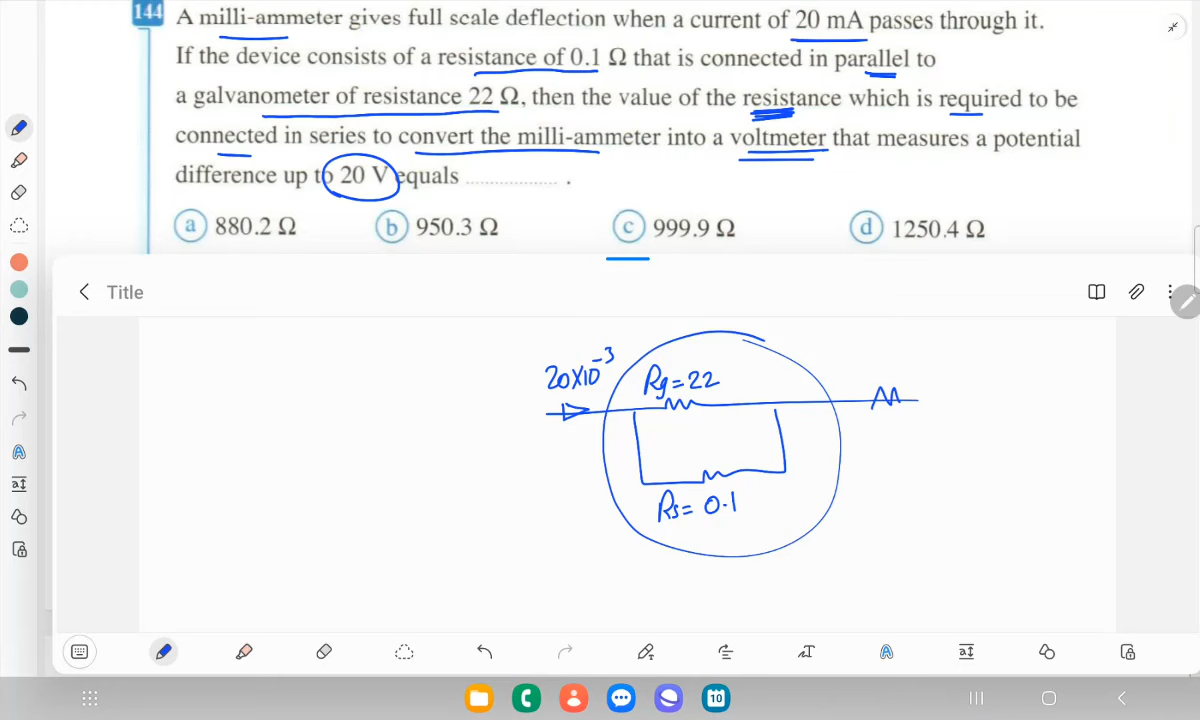 144 A milli-ammeter gives full scale deflection when a current of 20 mA passes through it.
If the device consists of a resistance of 0.1 Ω that is connected in parallel to
a galvanometer of resistance 22 Ω, then the value of the resistance which is required to be
connected in series to convert the milli-ammeter into a voltmeter that measures a potential
difference up to 20 V equals .................... .
a 880.2 Ω b 950.3 Ω c 999.9 Ω d 1250.4 Ω
Title
20×10⁻³ Rg=22
Rs= 0.1
10